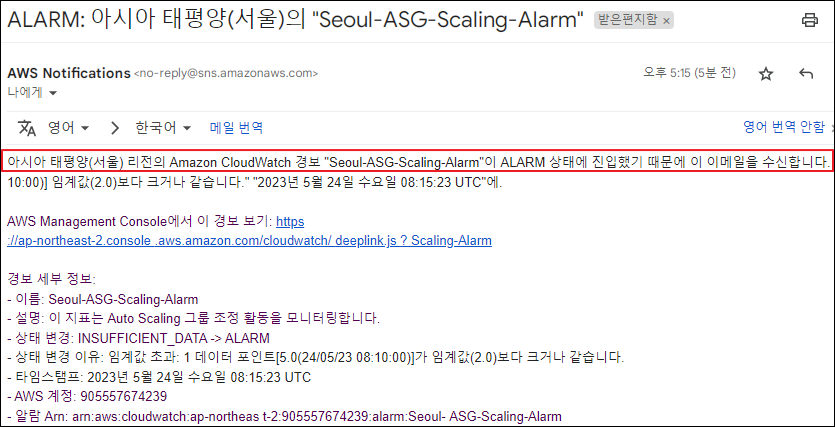 ALARM: 아시아 태평양(서울)의 "Seoul-ASG-Scaling-Alarm" 받은편지함 ×
AWS Notifications <no-reply@sns.amazonaws.com> 오후 5:15 (5분 전)
나에게
영어 > 한국어 메일 번역 영어 번역 안함
아시아 태평양(서울) 리전의 Amazon CloudWatch 경보 "Seoul-ASG-Scaling-Alarm"이 ALARM 상태에 진입했기 때문에 이 이메일을 수신합니다.
10:00)] 임계값(2.0)보다 크거나 같습니다." "2023년 5월 24일 수요일 08:15:23 UTC"에.
AWS Management Console에서 이 경보 보기: https
://ap-northeast-2.console .aws.amazon.com/cloudwatch/ deeplink.js ? Scaling-Alarm
경보 세부 정보:
- 이름: Seoul-ASG-Scaling-Alarm
- 설명: 이 지표는 Auto Scaling 그룹 조정 활동을 모니터링합니다.
- 상태 변경: INSUFFICIENT_DATA -> ALARM
- 상태 변경 이유: 임계값 초과: 1 데이터 포인트[5.0(24/05/23 08:10:00)]가 임계값(2.0)보다 크거나 같습니다.
- 타임스탬프: 2023년 5월 24일 수요일 08:15:23 UTC
- AWS 계정: 905557674239
- 알람 Arn: arn:aws:cloudwatch:ap-northeas t-2:905557674239:alarm:Seoul- ASG-Scaling-Alarm